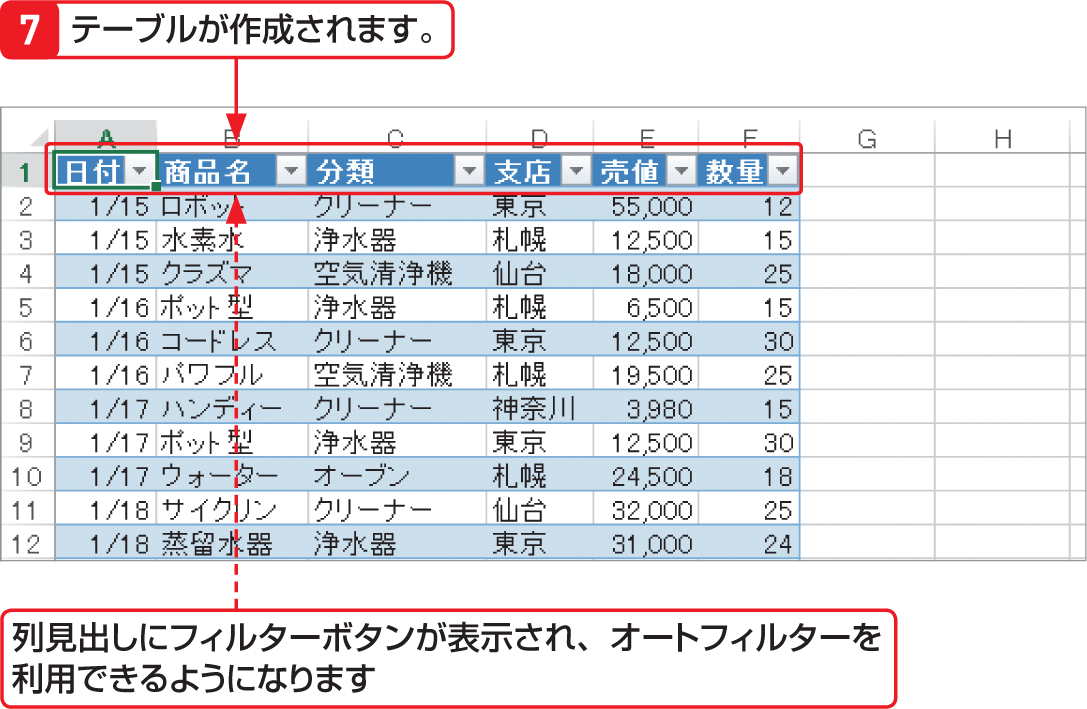 7 テーブルが作成されます。
A B C D E F G H
1 日付 商品名 分類 支店 売値 数量
2 1/15 ロボット クリーナー 東京 55,000 12
3 1/15 水素水 浄水器 札幌 12,500 15
4 1/15 クラズマ 空気清浄機 仙台 18,000 25
5 1/16 ポット型 浄水器 札幌 6,500 15
6 1/16 コードレス クリーナー 東京 12,500 30
7 1/16 パワフル 空気清浄機 札幌 19,500 25
8 1/17 ハンディー クリーナー 神奈川 3,980 15
9 1/17 ポット型 浄水器 東京 12,500 30
10 1/17 ウォーター オーブン 札幌 24,500 18
11 1/18 サイクリン クリーナー 仙台 32,000 25
12 1/18 蒸留水器 浄水器 東京 31,000 24
列見出しにフィルターボタンが表示され、オートフィルターを
利用できるようになります